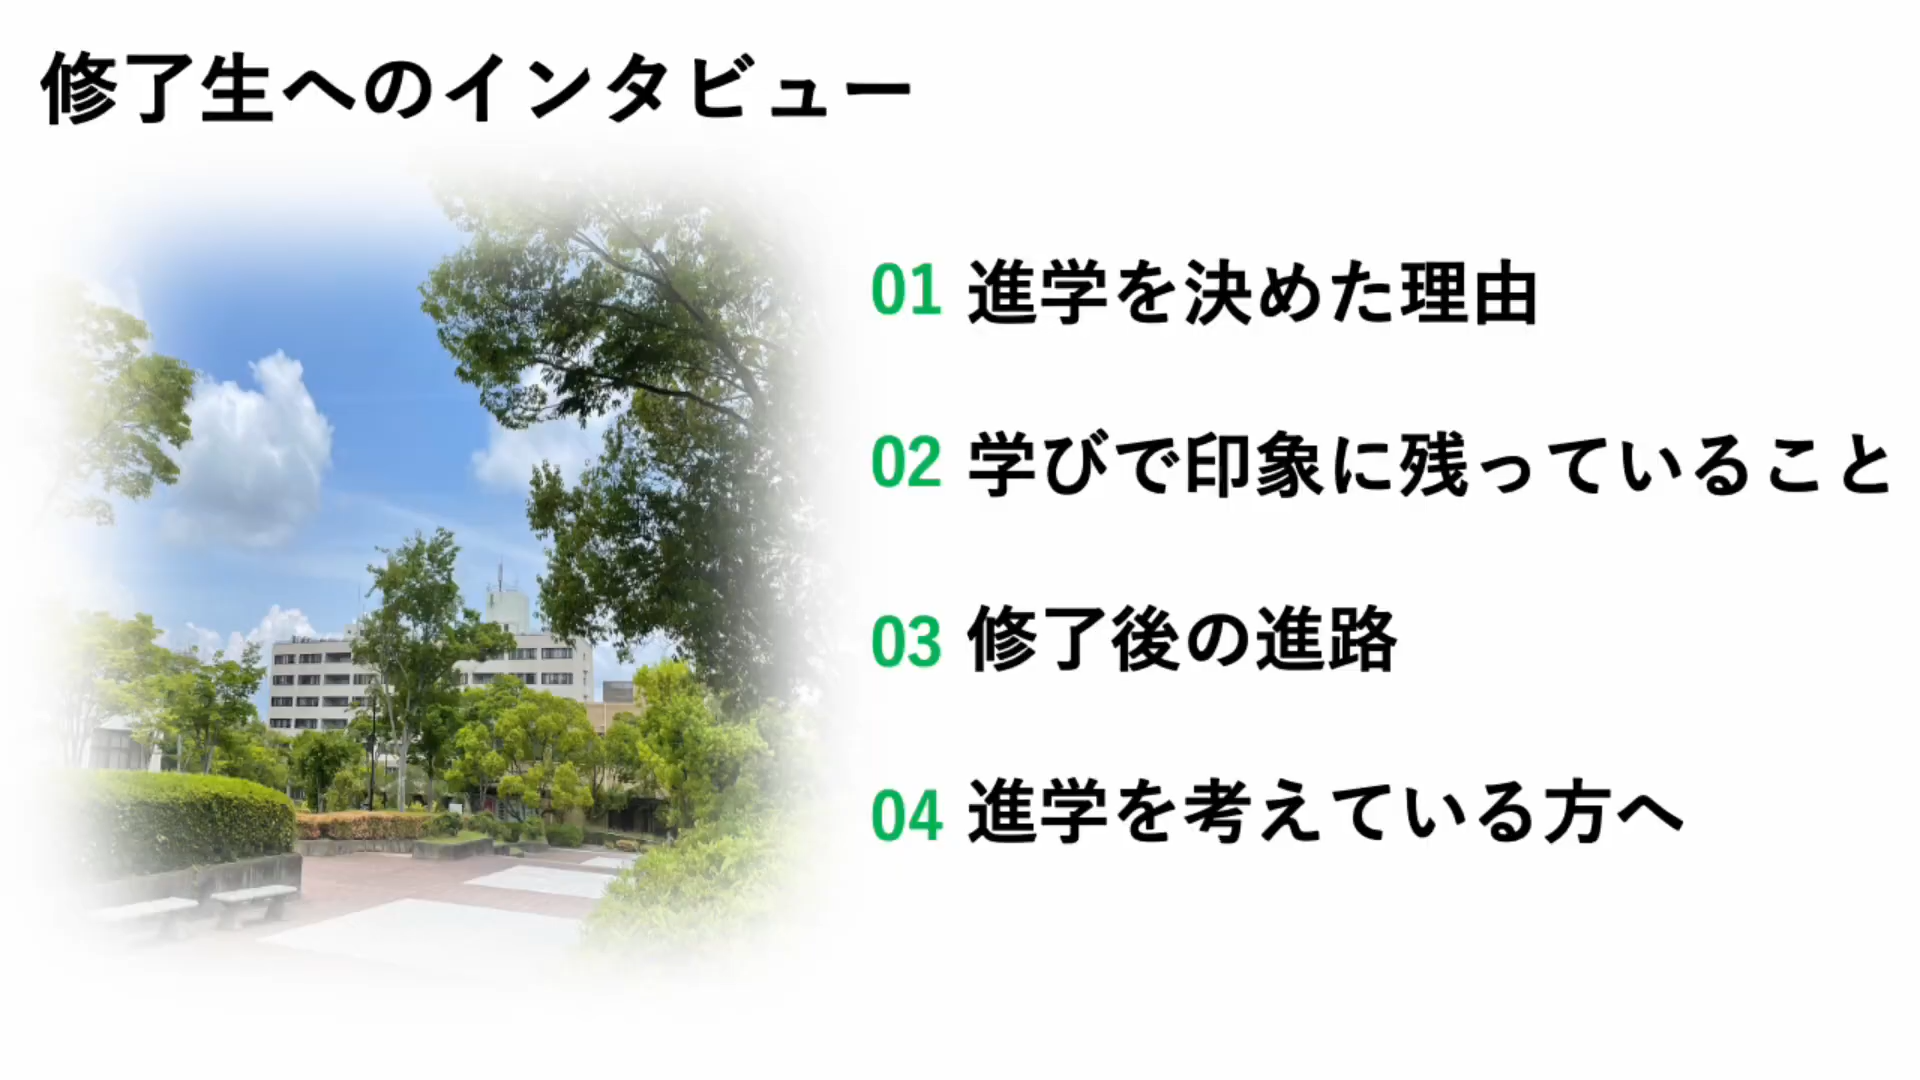 修了生へのインタビュー
01 進学を決めた理由
02 学びで印象に残っていること
03 修了後の進路
04 進学を考えている方へ